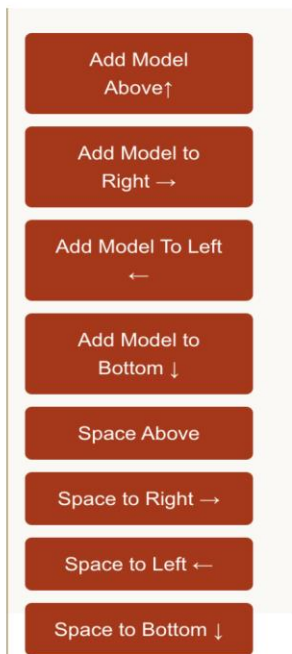 Add Model
Above↑
Add Model to
Right →
Add Model To Left
←
Add Model to
Bottom ↓
Space Above
Space to Right →
Space to Left ←
Space to Bottom ↓